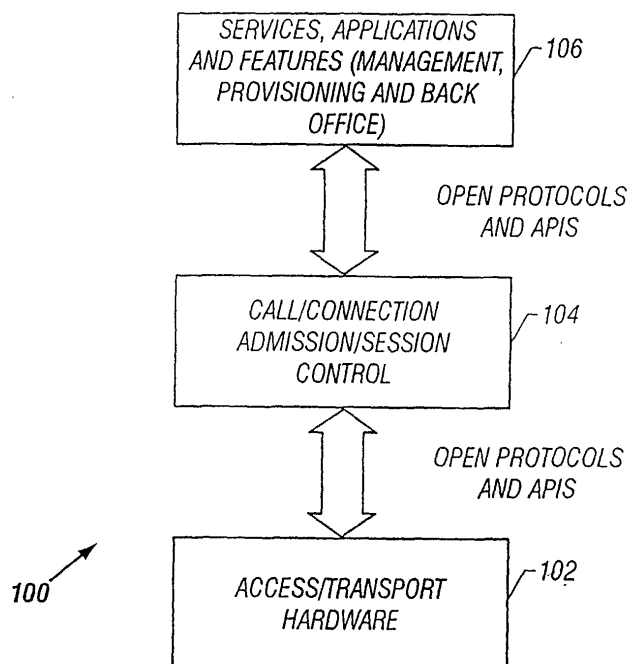 SERVICES, APPLICATIONS
AND FEATURES (MANAGEMENT,
PROVISIONING AND BACK
OFFICE)
106
OPEN PROTOCOLS
AND APIS
CALL/CONNECTION
ADMISSION/SESSION
CONTROL
104
OPEN PROTOCOLS
AND APIS
ACCESS/TRANSPORT
HARDWARE
102
100